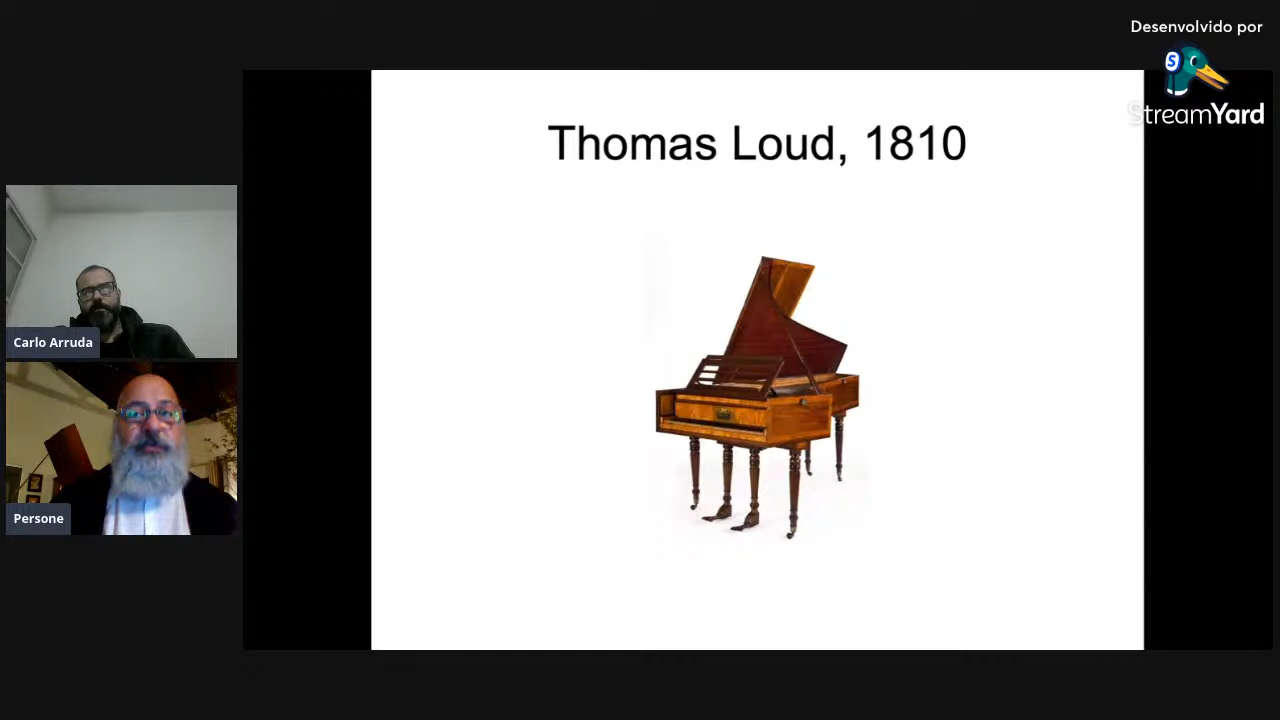 Desenvolvido por
S
StreamYard
Thomas Loud, 1810
Carlo Arruda
Persone